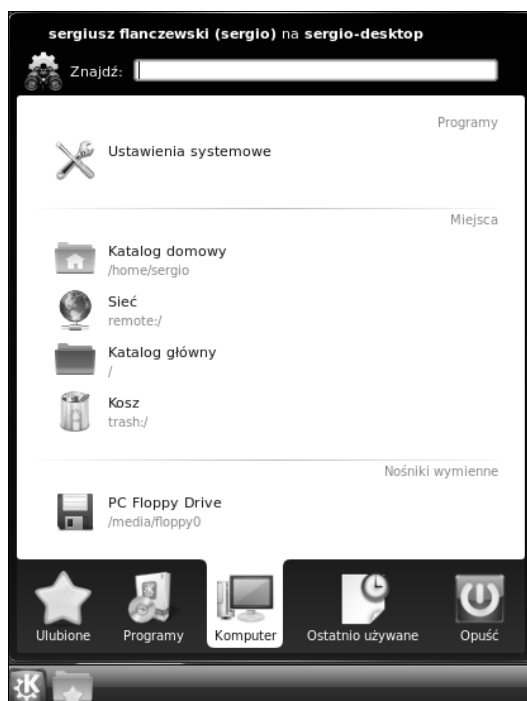 sergiusz flanczewski (sergio) na sergio-desktop
Znajdź:
Programy
Ustawienia systemowe
Miejsca
Katalog domowy
/home/sergio
Sieć
remote:/
Katalog główny
/
Kosz
trash:/
Nośniki wymienne
PC Floppy Drive
/media/floppy0
Ulubione
Programy
Komputer
Ostatnio używane
Opuść